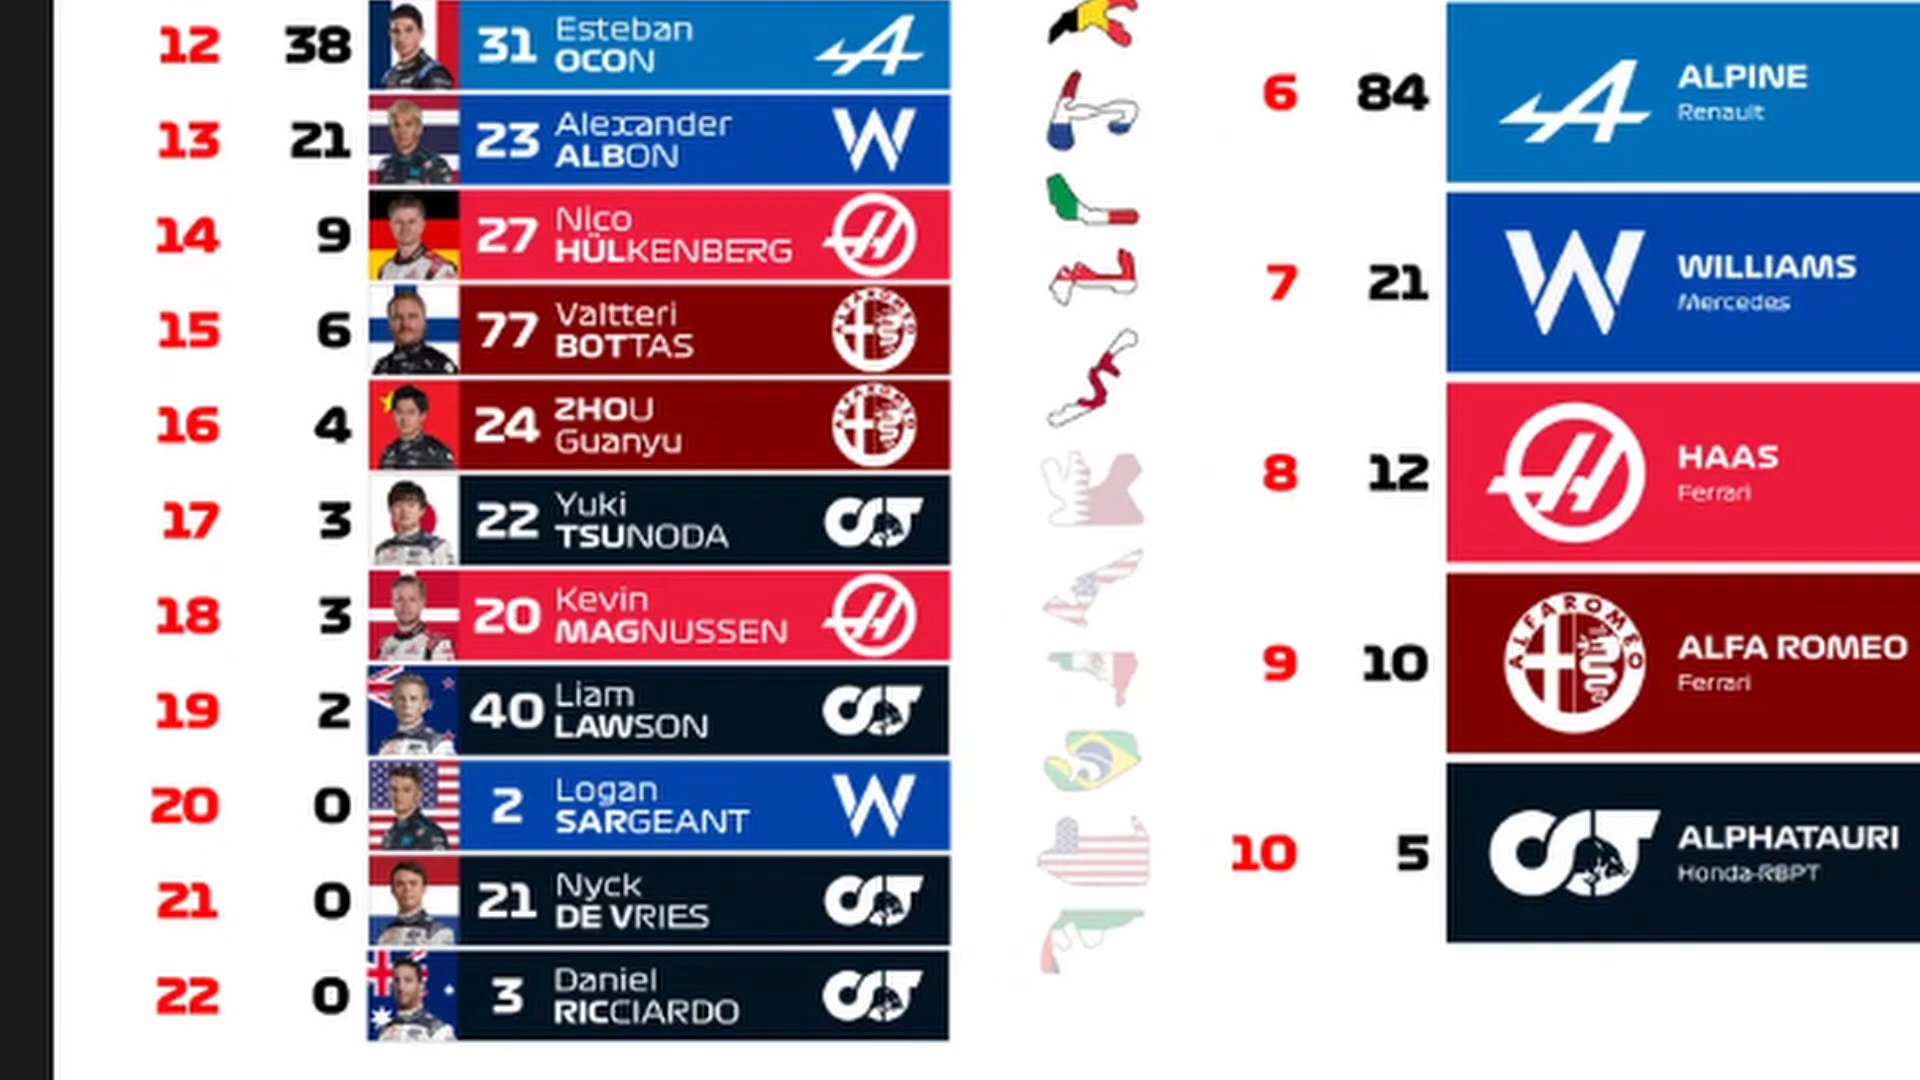 12 38 31 Esteban
OCON
13 21 23 Alexander
ALBON
14 9 27 Nico
HÜLKENBERG
15 6 77 Valtteri
BOTTAS
16 4 24 ZHOU
Guanyu
17 3 22 Yuki
TSUNODA
18 3 20 Kevin
MAGNUSSEN
19 2 40 Liam
LAWSON
20 0 2 Logan
SARGEANT
21 0 21 Nyck
DE VRIES
22 0 3 Daniel
RICCIARDO
6 84 ALPINE
Renault
7 21 WILLIAMS
Mercedes
8 12 HAAS
Ferrari
9 10 ALFA ROMEO
Ferrari
ALFA ROMEO
10 5 ALPHATAURI
Honda-RBPT